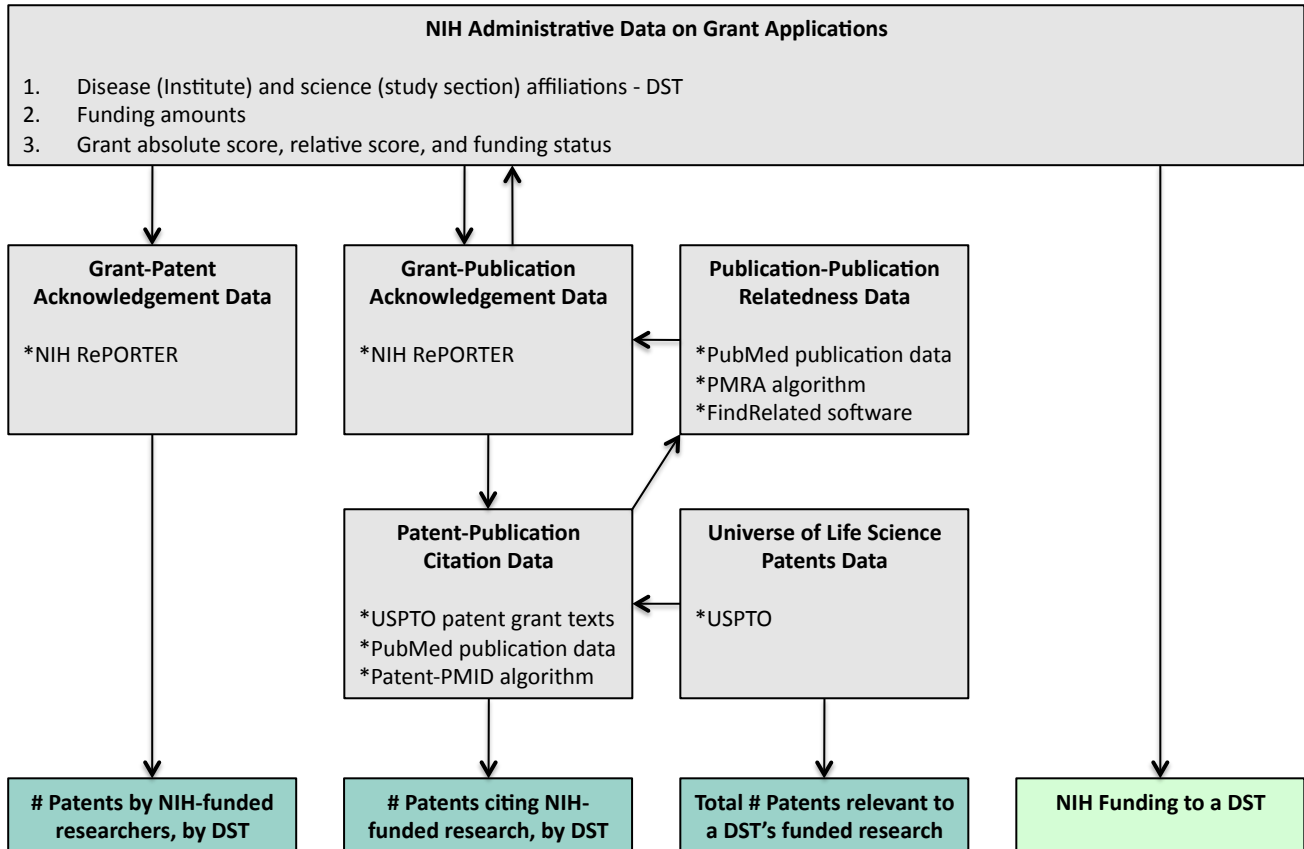 NIH Administrative Data on Grant Applications
1. Disease (Institute) and science (study section) affiliations - DST
2. Funding amounts
3. Grant absolute score, relative score, and funding status
Grant-Patent
Acknowledgement Data
*NIH RePORTER
Grant-Publication
Acknowledgement Data
*NIH RePORTER
Publication-Publication
Relatedness Data
*PubMed publication data
*PMRA algorithm
*FindRelated software
Patent-Publication
Citation Data
*USPTO patent grant texts
*PubMed publication data
*Patent-PMID algorithm
Universe of Life Science
Patents Data
*USPTO
# Patents by NIH-funded
researchers, by DST
# Patents citing NIH-
funded research, by DST
Total # Patents relevant to
a DST's funded research
NIH Funding to a DST